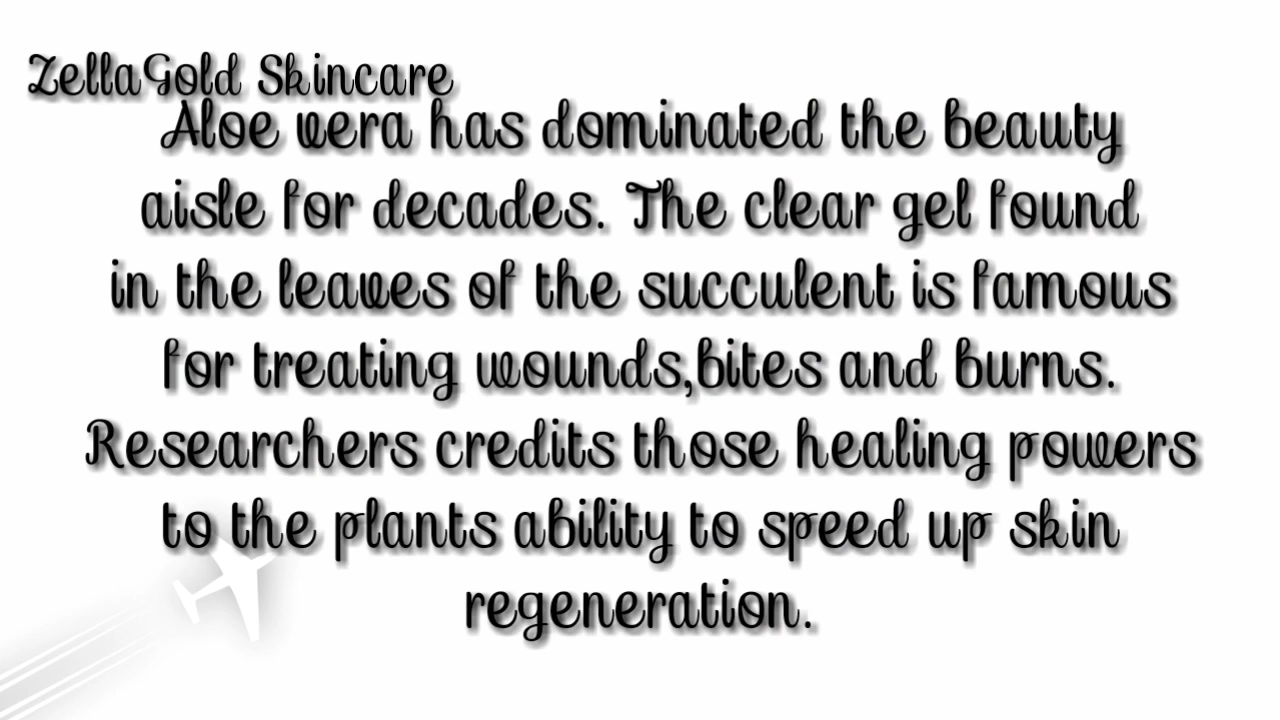 ZellaGold Skincare
Aloe vera has dominated the beauty
aisle for decades. The clear gel found
in the leaves of the succulent is famous
for treating wounds,bites and burns.
Researchers credits those healing powers
to the plants ability to speed up skin
regeneration.